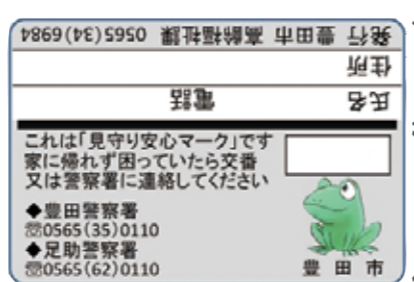 発行 豊田市 高齢福祉課 0565(34)6984
住所
氏名 電話
これは「見守り安心マーク」です
家に帰れず困っていたら交番
又は警察署に連絡してください
◆豊田警察署
☎0565(35)0110
◆足助警察署
☎0565(62)0110
豊田市